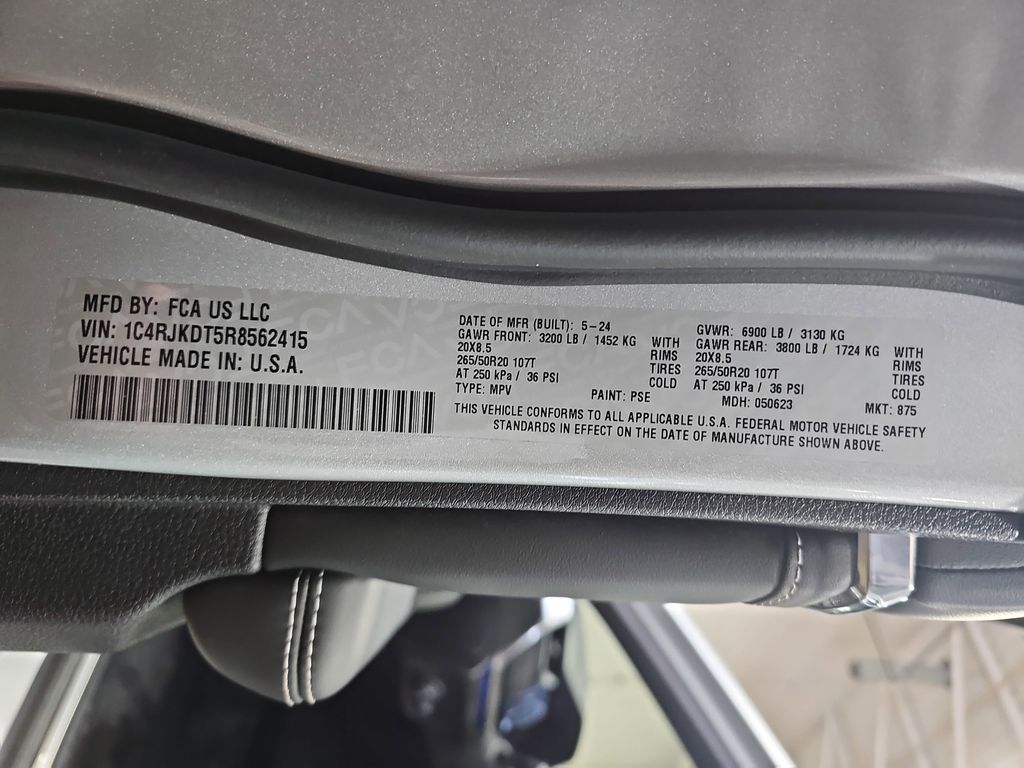 MFD BY: FCA US LLC
VIN: 1C4RJKDT5R8562415
VEHICLE MADE IN: U.S.A.
DATE OF MFR (BUILT): 5-24
GAWR FRONT: 3200 LB / 1452 KG WITH
20X8.5 RIMS
265/50R20 107T TIRES
AT 250 kPa / 36 PSI COLD
TYPE: MPV PAINT: PSE
GVWR: 6900 LB / 3130 KG
GAWR REAR: 3800 LB / 1724 KG WITH
20X8.5 RIMS
265/50R20 107T TIRES
AT 250 kPa / 36 PSI COLD
MDH: 050623 MKT: 875
THIS VEHICLE CONFORMS TO ALL APPLICABLE U.S.A. FEDERAL MOTOR VEHICLE SAFETY
STANDARDS IN EFFECT ON THE DATE OF MANUFACTURE SHOWN ABOVE.